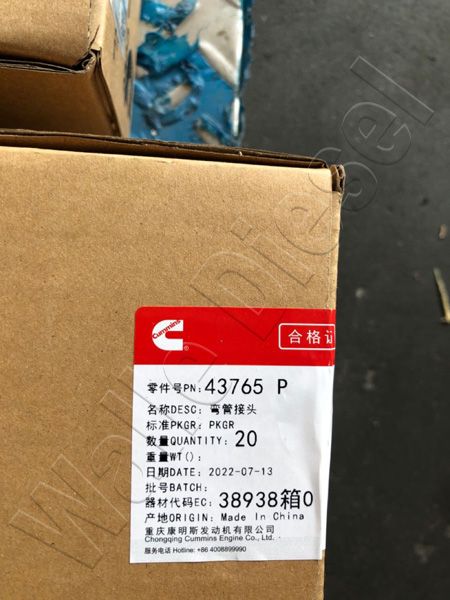 Cummins
合格证
零件号PN: 43765 P
名称DESC: 弯管接头
标准PKGR: PKGR
数量QUANTITY: 20
重量WT():
日期DATE: 2022-07-13
批号BATCH:
器材代码EC: 38938箱0
产地ORIGIN: Made In China
重庆康明斯发动机有限公司
Chongqing Cummins Engine Co., Ltd.
服务电话 Hotline: +86 4008899990
Walle Diesel